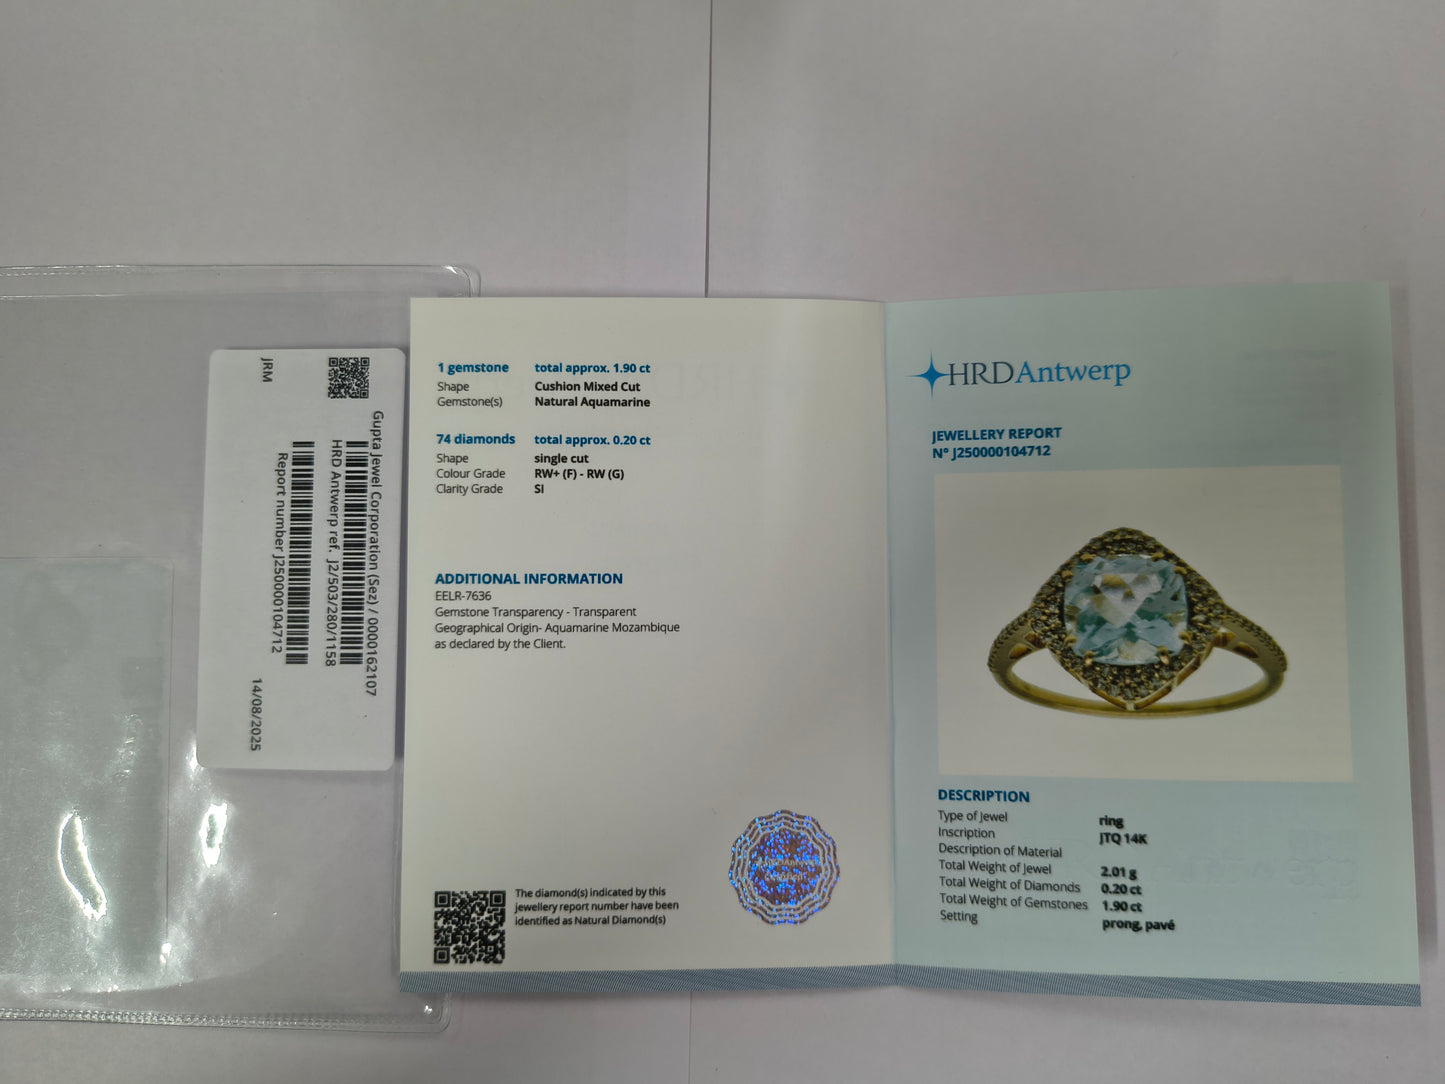 JRM
Gupta Jewel Corporation (Sez) / 0000162107
HRD Antwerp ref. J2/503/280/1158
Report number J250000104712
14/08/2025
1 gemstone total approx. 1.90 ct
Shape Cushion Mixed Cut
Gemstone(s) Natural Aquamarine
74 diamonds total approx. 0.20 ct
Shape single cut
Colour Grade RW+ (F) - RW (G)
Clarity Grade SI
ADDITIONAL INFORMATION
EELR-7636
Gemstone Transparency - Transparent
Geographical Origin- Aquamarine Mozambique
as declared by the Client.
The diamond(s) indicated by this
jewellery report number have been
identified as Natural Diamond(s)
HRDAntwerp
JEWELLERY REPORT
N° J250000104712
DESCRIPTION
Type of Jewel ring
Inscription JTQ 14K
Description of Material
Total Weight of Jewel 2.01 g
Total Weight of Diamonds 0.20 ct
Total Weight of Gemstones 1.90 ct
Setting prong, pavé